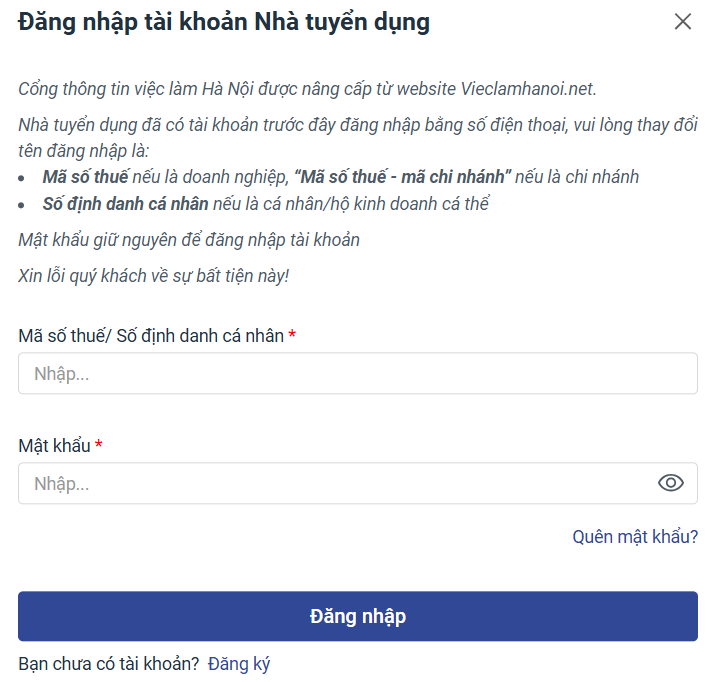 Đăng nhập tài khoản Nhà tuyển dụng
Cổng thông tin việc làm Hà Nội được nâng cấp từ website Vieclamhanoi.net.
Nhà tuyển dụng đã có tài khoản trước đây đăng nhập bằng số điện thoại, vui lòng thay đổi
tên đăng nhập là:
• Mã số thuế nếu là doanh nghiệp, “Mã số thuế - mã chi nhánh” nếu là chi nhánh
• Số định danh cá nhân nếu là cá nhân/hộ kinh doanh cá thể
Mật khẩu giữ nguyên để đăng nhập tài khoản
Xin lỗi quý khách về sự bất tiện này!
Mã số thuế/ Số định danh cá nhân *
Nhập...
Mật khẩu *
Nhập...
Quên mật khẩu?
Đăng nhập
Bạn chưa có tài khoản? Đăng ký